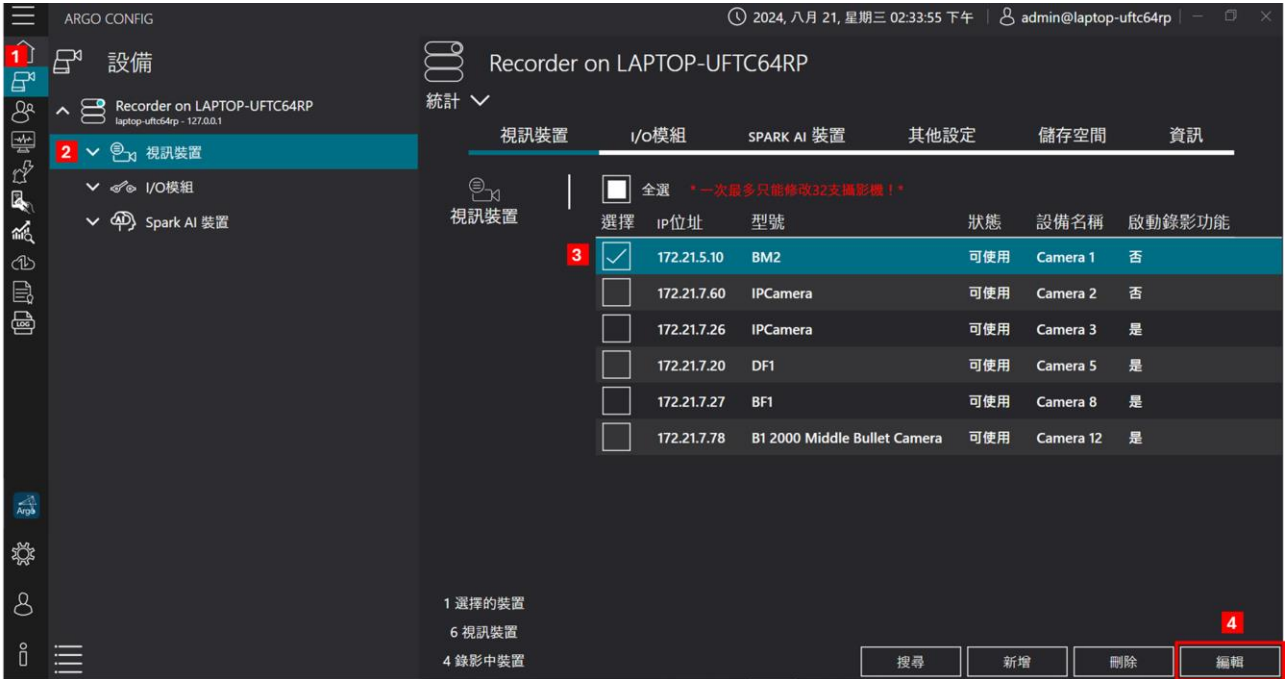 ARGO CONFIG
2024, 八月 21, 星期三 02:33:55 下午
admin@laptop-uftc64rp
1
設備
Recorder on LAPTOP-UFTC64RP
laptop-uftc64rp - 127.0.0.1
2
視訊裝置
I/O模組
Spark AI 裝置
LOG
Argo
Recorder on LAPTOP-UFTC64RP
統計
視訊裝置 I/O模組 SPARK AI 裝置 其他設定 儲存空間 資訊
視訊裝置
全選 *一次最多只能修改32支攝影機！*
選擇 IP位址 型號 狀態 設備名稱 啟動錄影功能
3
172.21.5.10 BM2 可使用 Camera 1 否
172.21.7.60 IPCamera 可使用 Camera 2 否
172.21.7.26 IPCamera 可使用 Camera 3 是
172.21.7.20 DF1 可使用 Camera 5 是
172.21.7.27 BF1 可使用 Camera 8 是
172.21.7.78 B1 2000 Middle Bullet Camera 可使用 Camera 12 是
1 選擇的裝置
6 視訊裝置
4 錄影中裝置
4
搜尋 新增 刪除 編輯